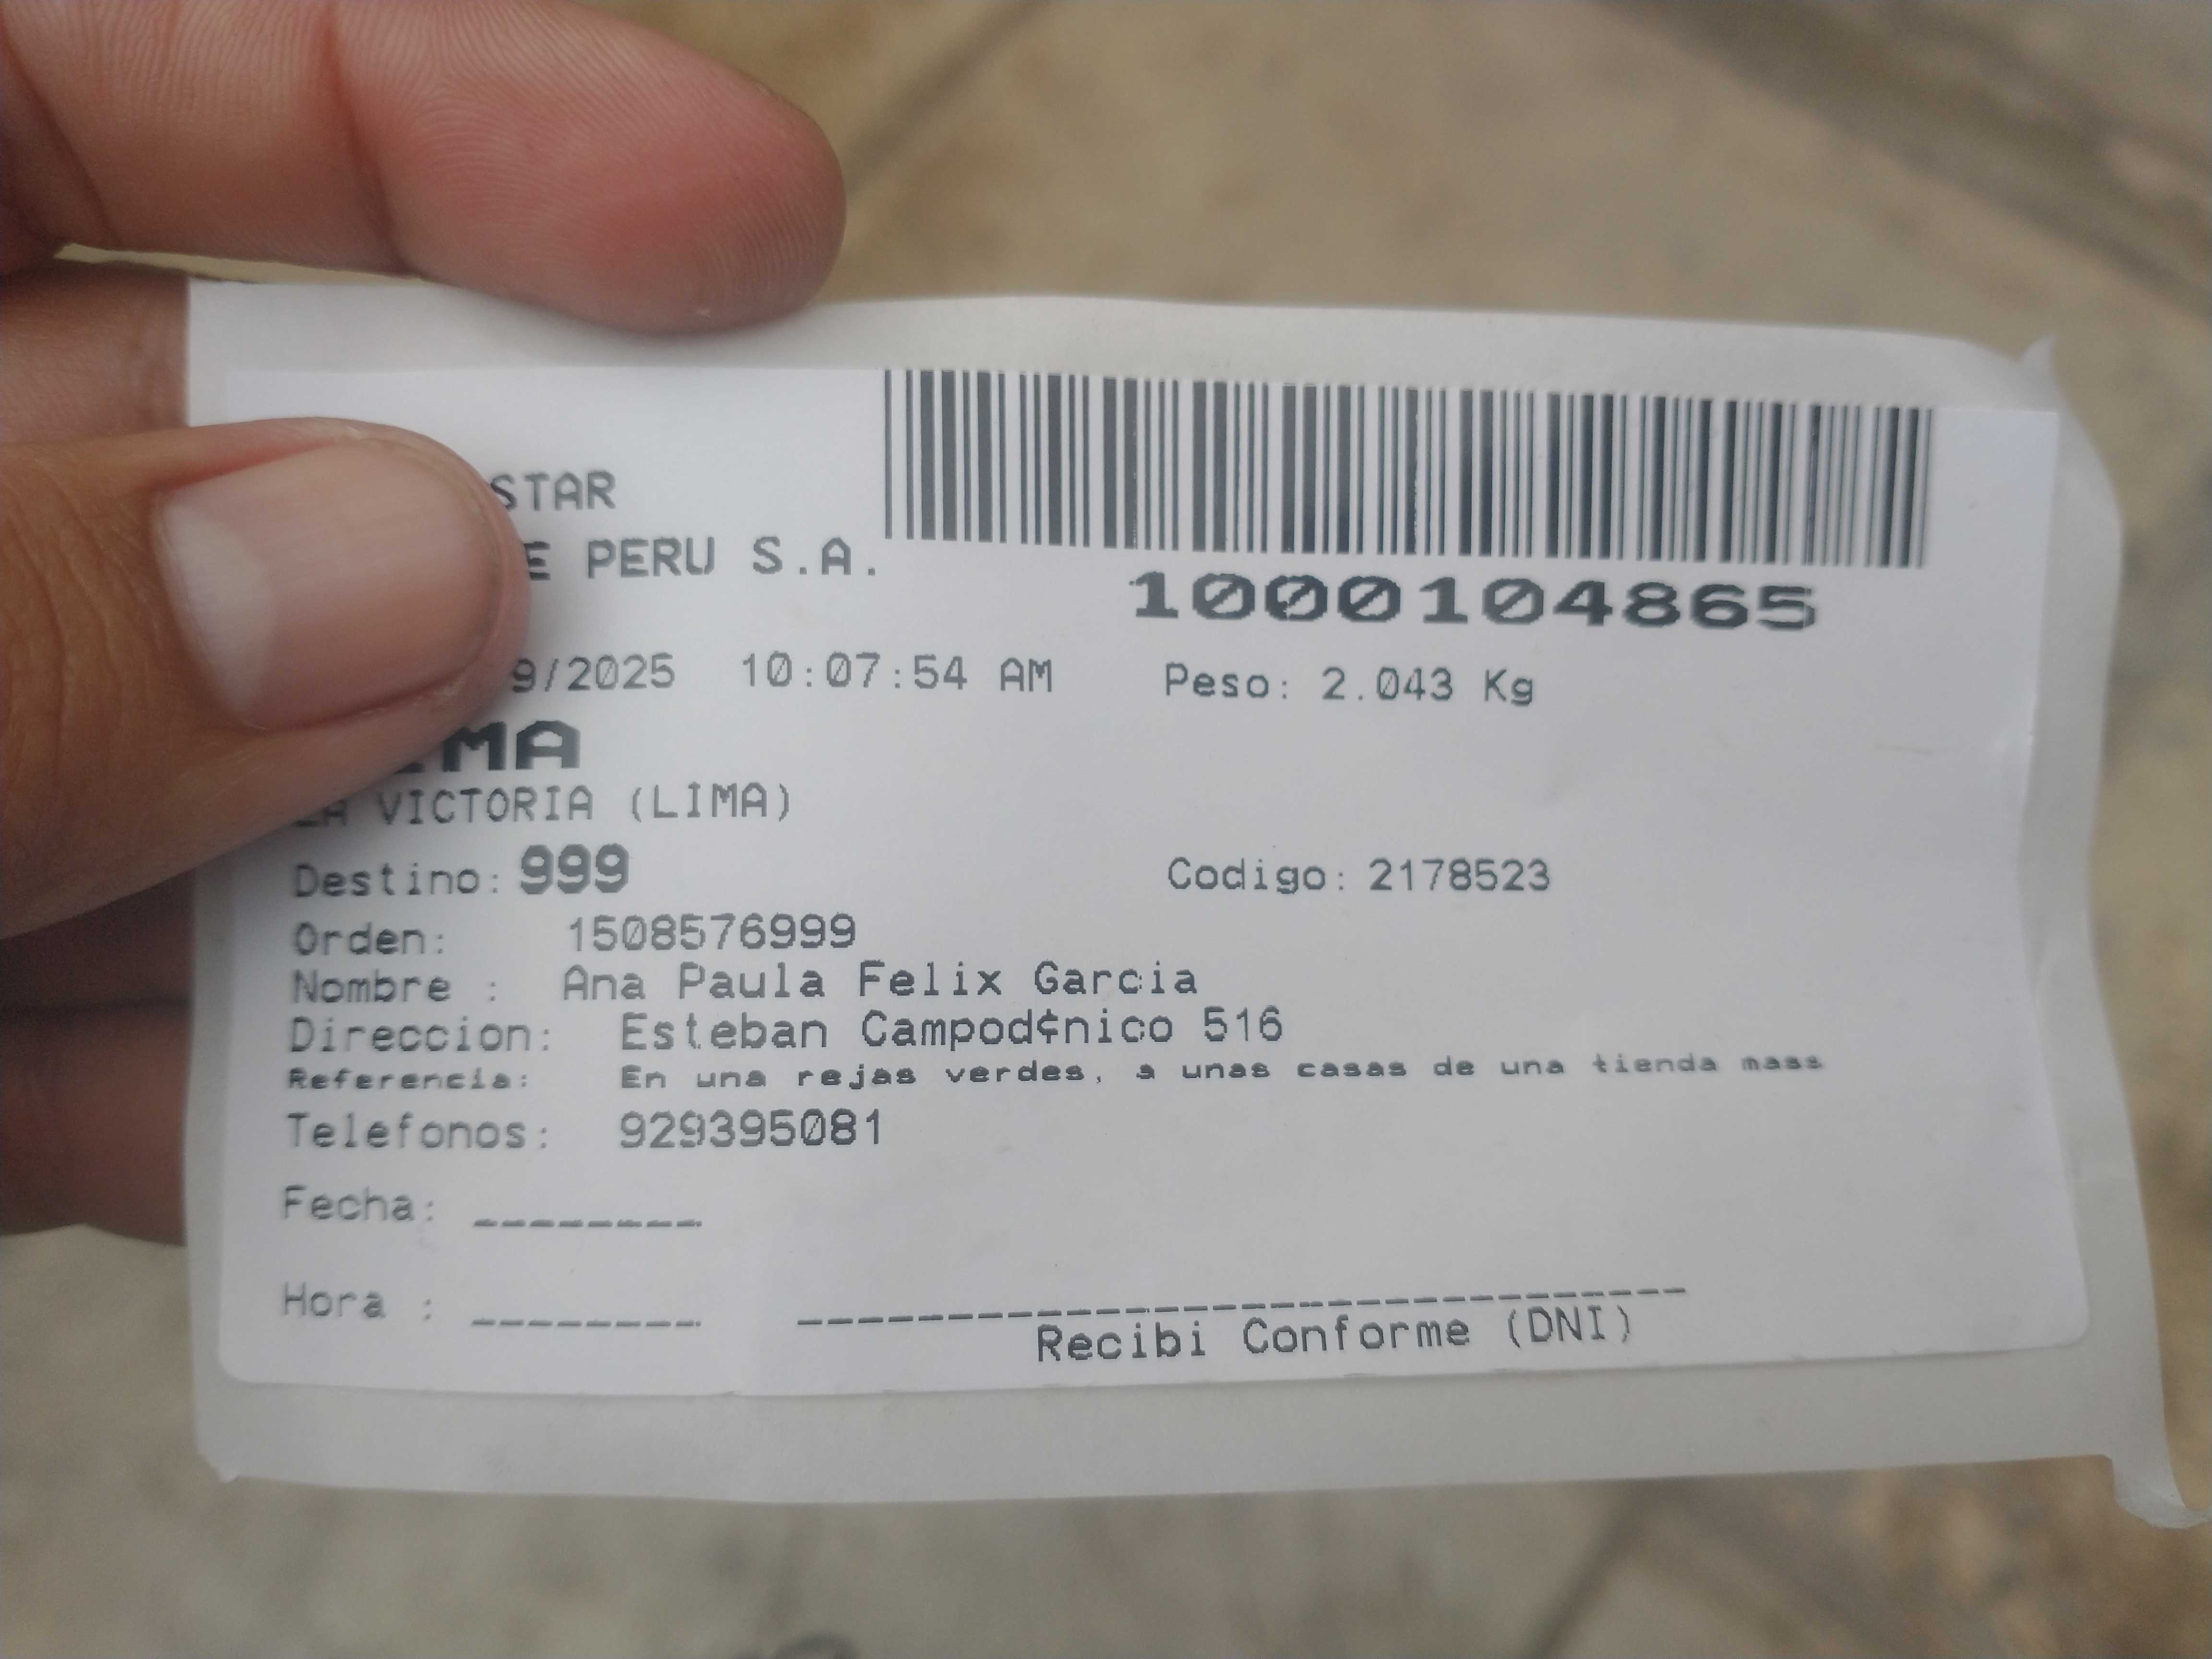 STAR
E PERU S.A.
1000104865
9/2025 10:07:54 AM Peso: 2.043 Kg
MA
LA VICTORIA (LIMA)
Destino: 999 Codigo: 2178523
Orden: 1508576999
Nombre : Ana Paula Felix Garcia
Direccion: Esteban Campod¢nico 516
Referencia: En una rejas verdes, a unas casas de una tienda mass
Telefonos: 929395081
Fecha: ________
Hora : ________
Recibi Conforme (DNI)